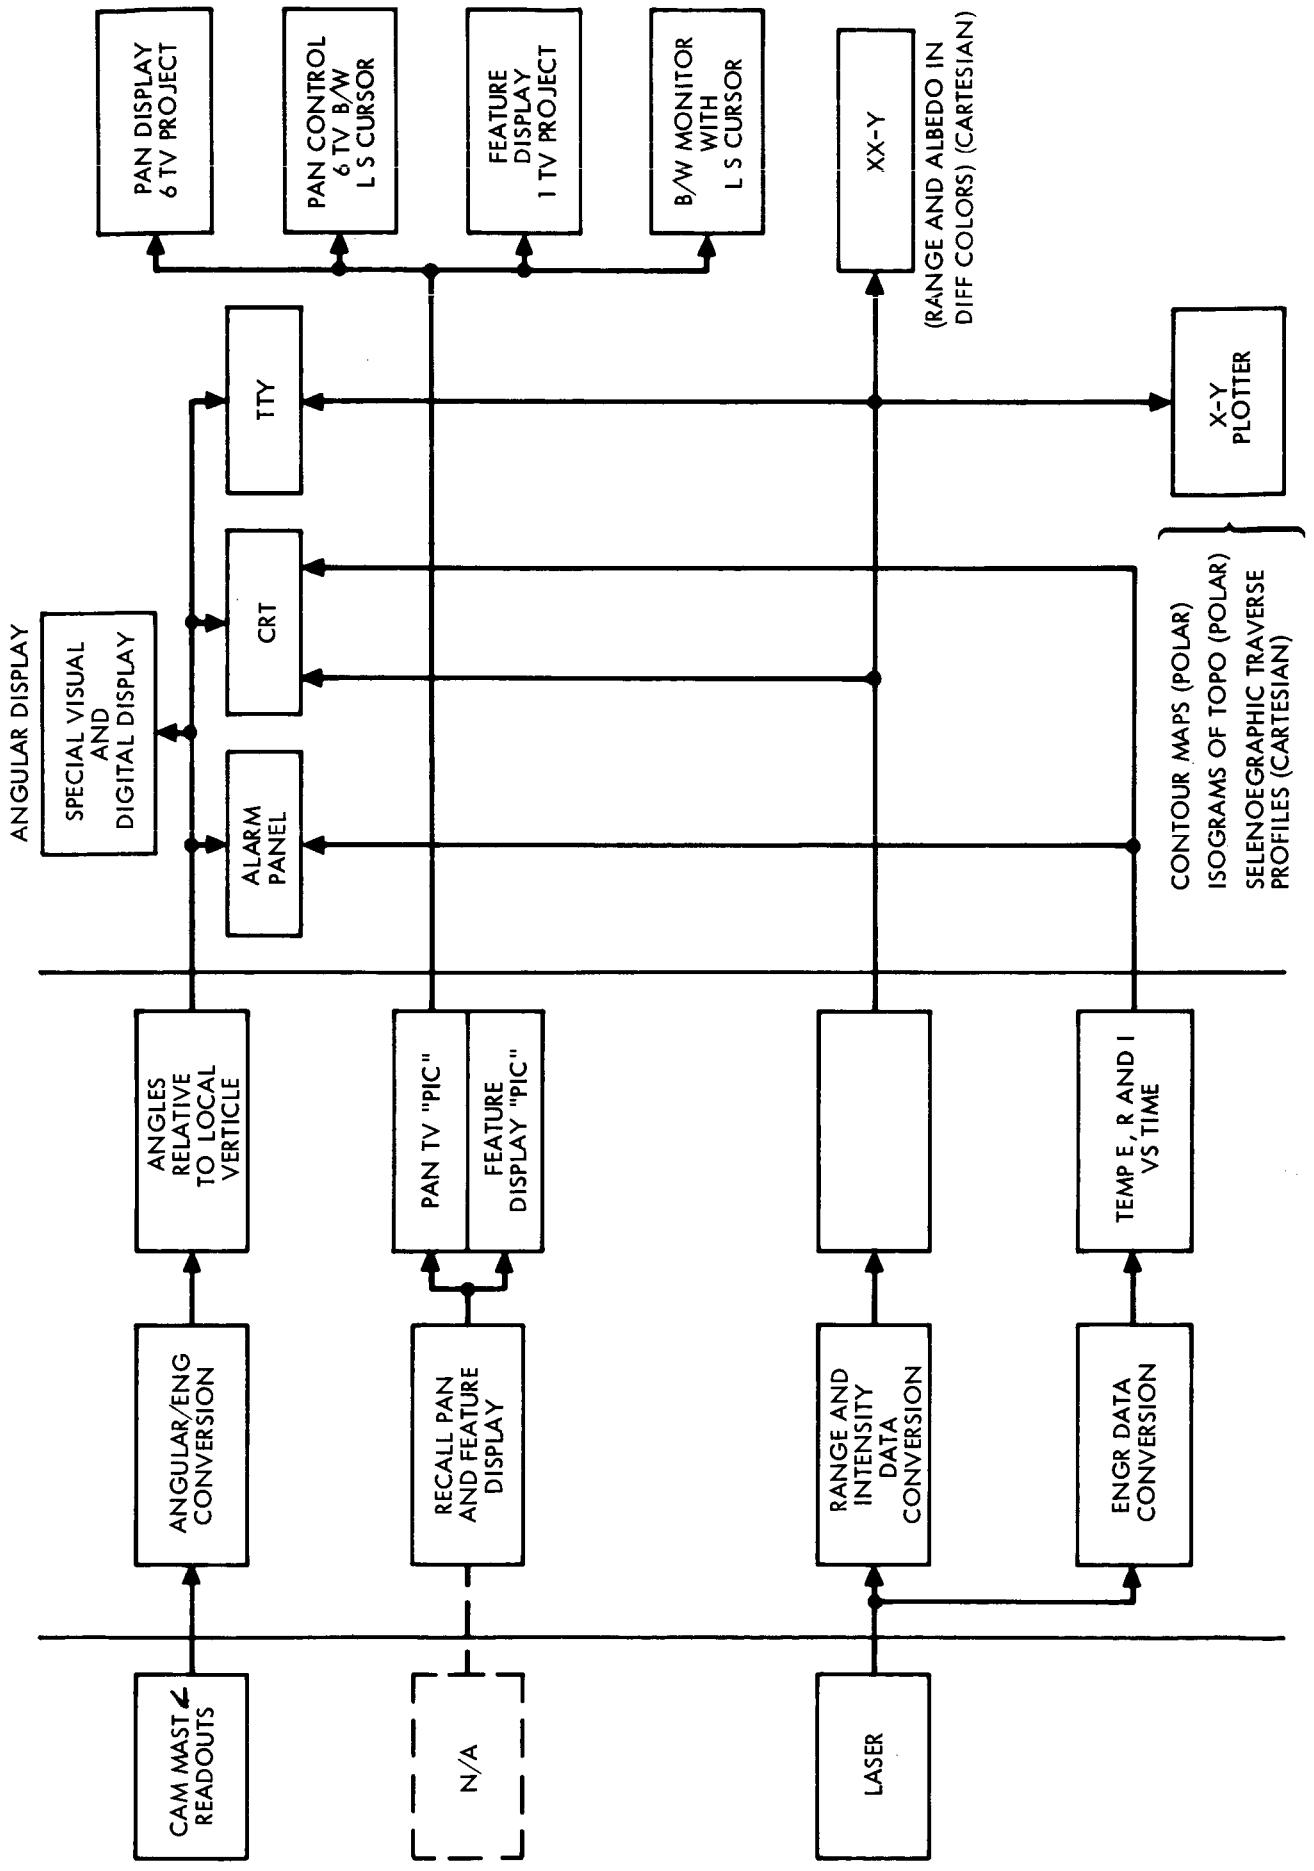 CAM MAST ∠
READOUTS
ANGULAR/ENG
CONVERSION
ANGLES
RELATIVE
TO LOCAL
VERTICLE
ANGULAR DISPLAY
SPECIAL VISUAL
AND
DIGITAL DISPLAY
ALARM
PANEL
CRT
TTY
N/A
RECALL PAN
AND FEATURE
DISPLAY
PAN TV "PIC"
FEATURE
DISPLAY "PIC"
PAN DISPLAY
6 TV PROJECT
PAN CONTROL
6 TV B/W
L S CURSOR
FEATURE
DISPLAY
1 TV PROJECT
B/W MONITOR
WITH
L S CURSOR
LASER
RANGE AND
INTENSITY
DATA
CONVERSION
XX-Y
(RANGE AND ALBEDO IN
DIFF COLORS) (CARTESIAN)
ENGR DATA
CONVERSION
TEMP E, R AND I
VS TIME
CONTOUR MAPS (POLAR)
ISOGRAMS OF TOPO (POLAR)
SELENOEGRAPHIC TRAVERSE
PROFILES (CARTESIAN)
X-Y
PLOTTER